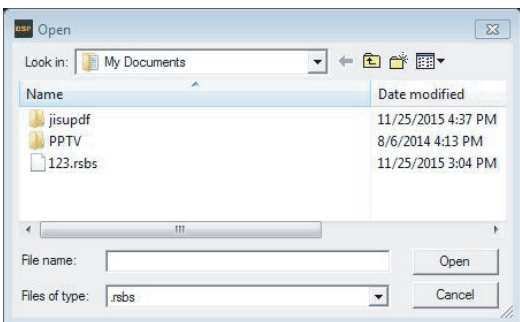 DSP Open
Look in: My Documents
Name Date modified
jisupdf 11/25/2015 4:37 PM
PPTV 8/6/2014 4:13 PM
123.rsbs 11/25/2015 3:04 PM
File name: Open
Files of type: .rsbs Cancel